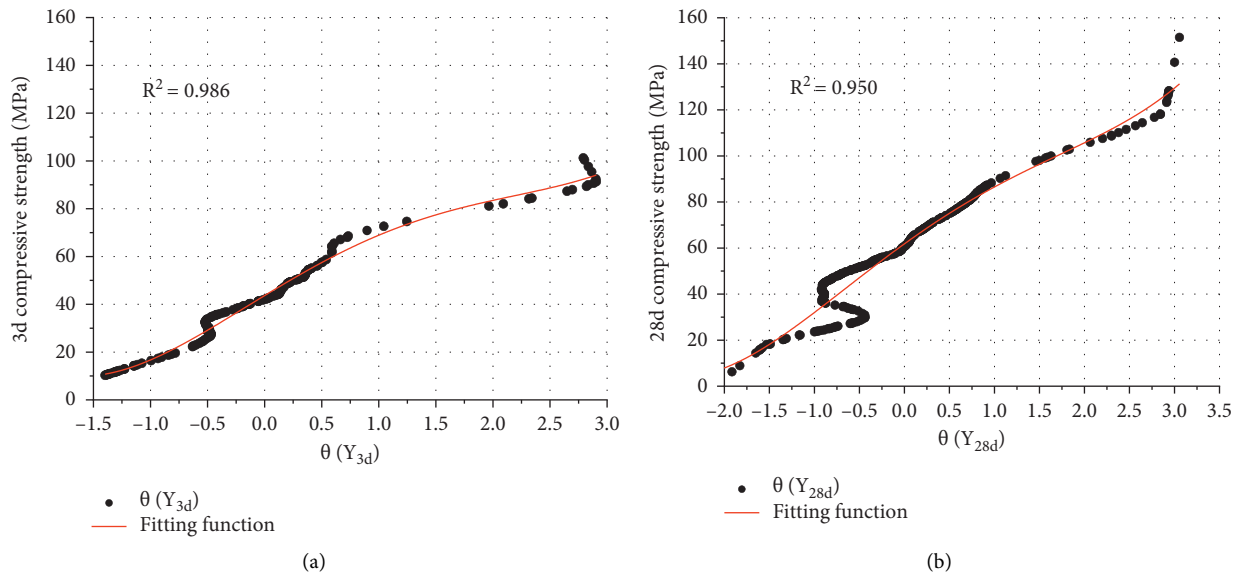 160
140
120
100
80
60
40
20
0
3d compressive strength (MPa)
R² = 0.986
–1.5 –1.0 –0.5 0.0 0.5 1.0 1.5 2.0 2.5 3.0
θ (Y3d)
θ (Y3d)
Fitting function
(a)
160
140
120
100
80
60
40
20
0
28d compressive strength (MPa)
R² = 0.950
–2.0 –1.5 –1.0 –0.5 0.0 0.5 1.0 1.5 2.0 2.5 3.0 3.5
θ (Y28d)
θ (Y28d)
Fitting function
(b)